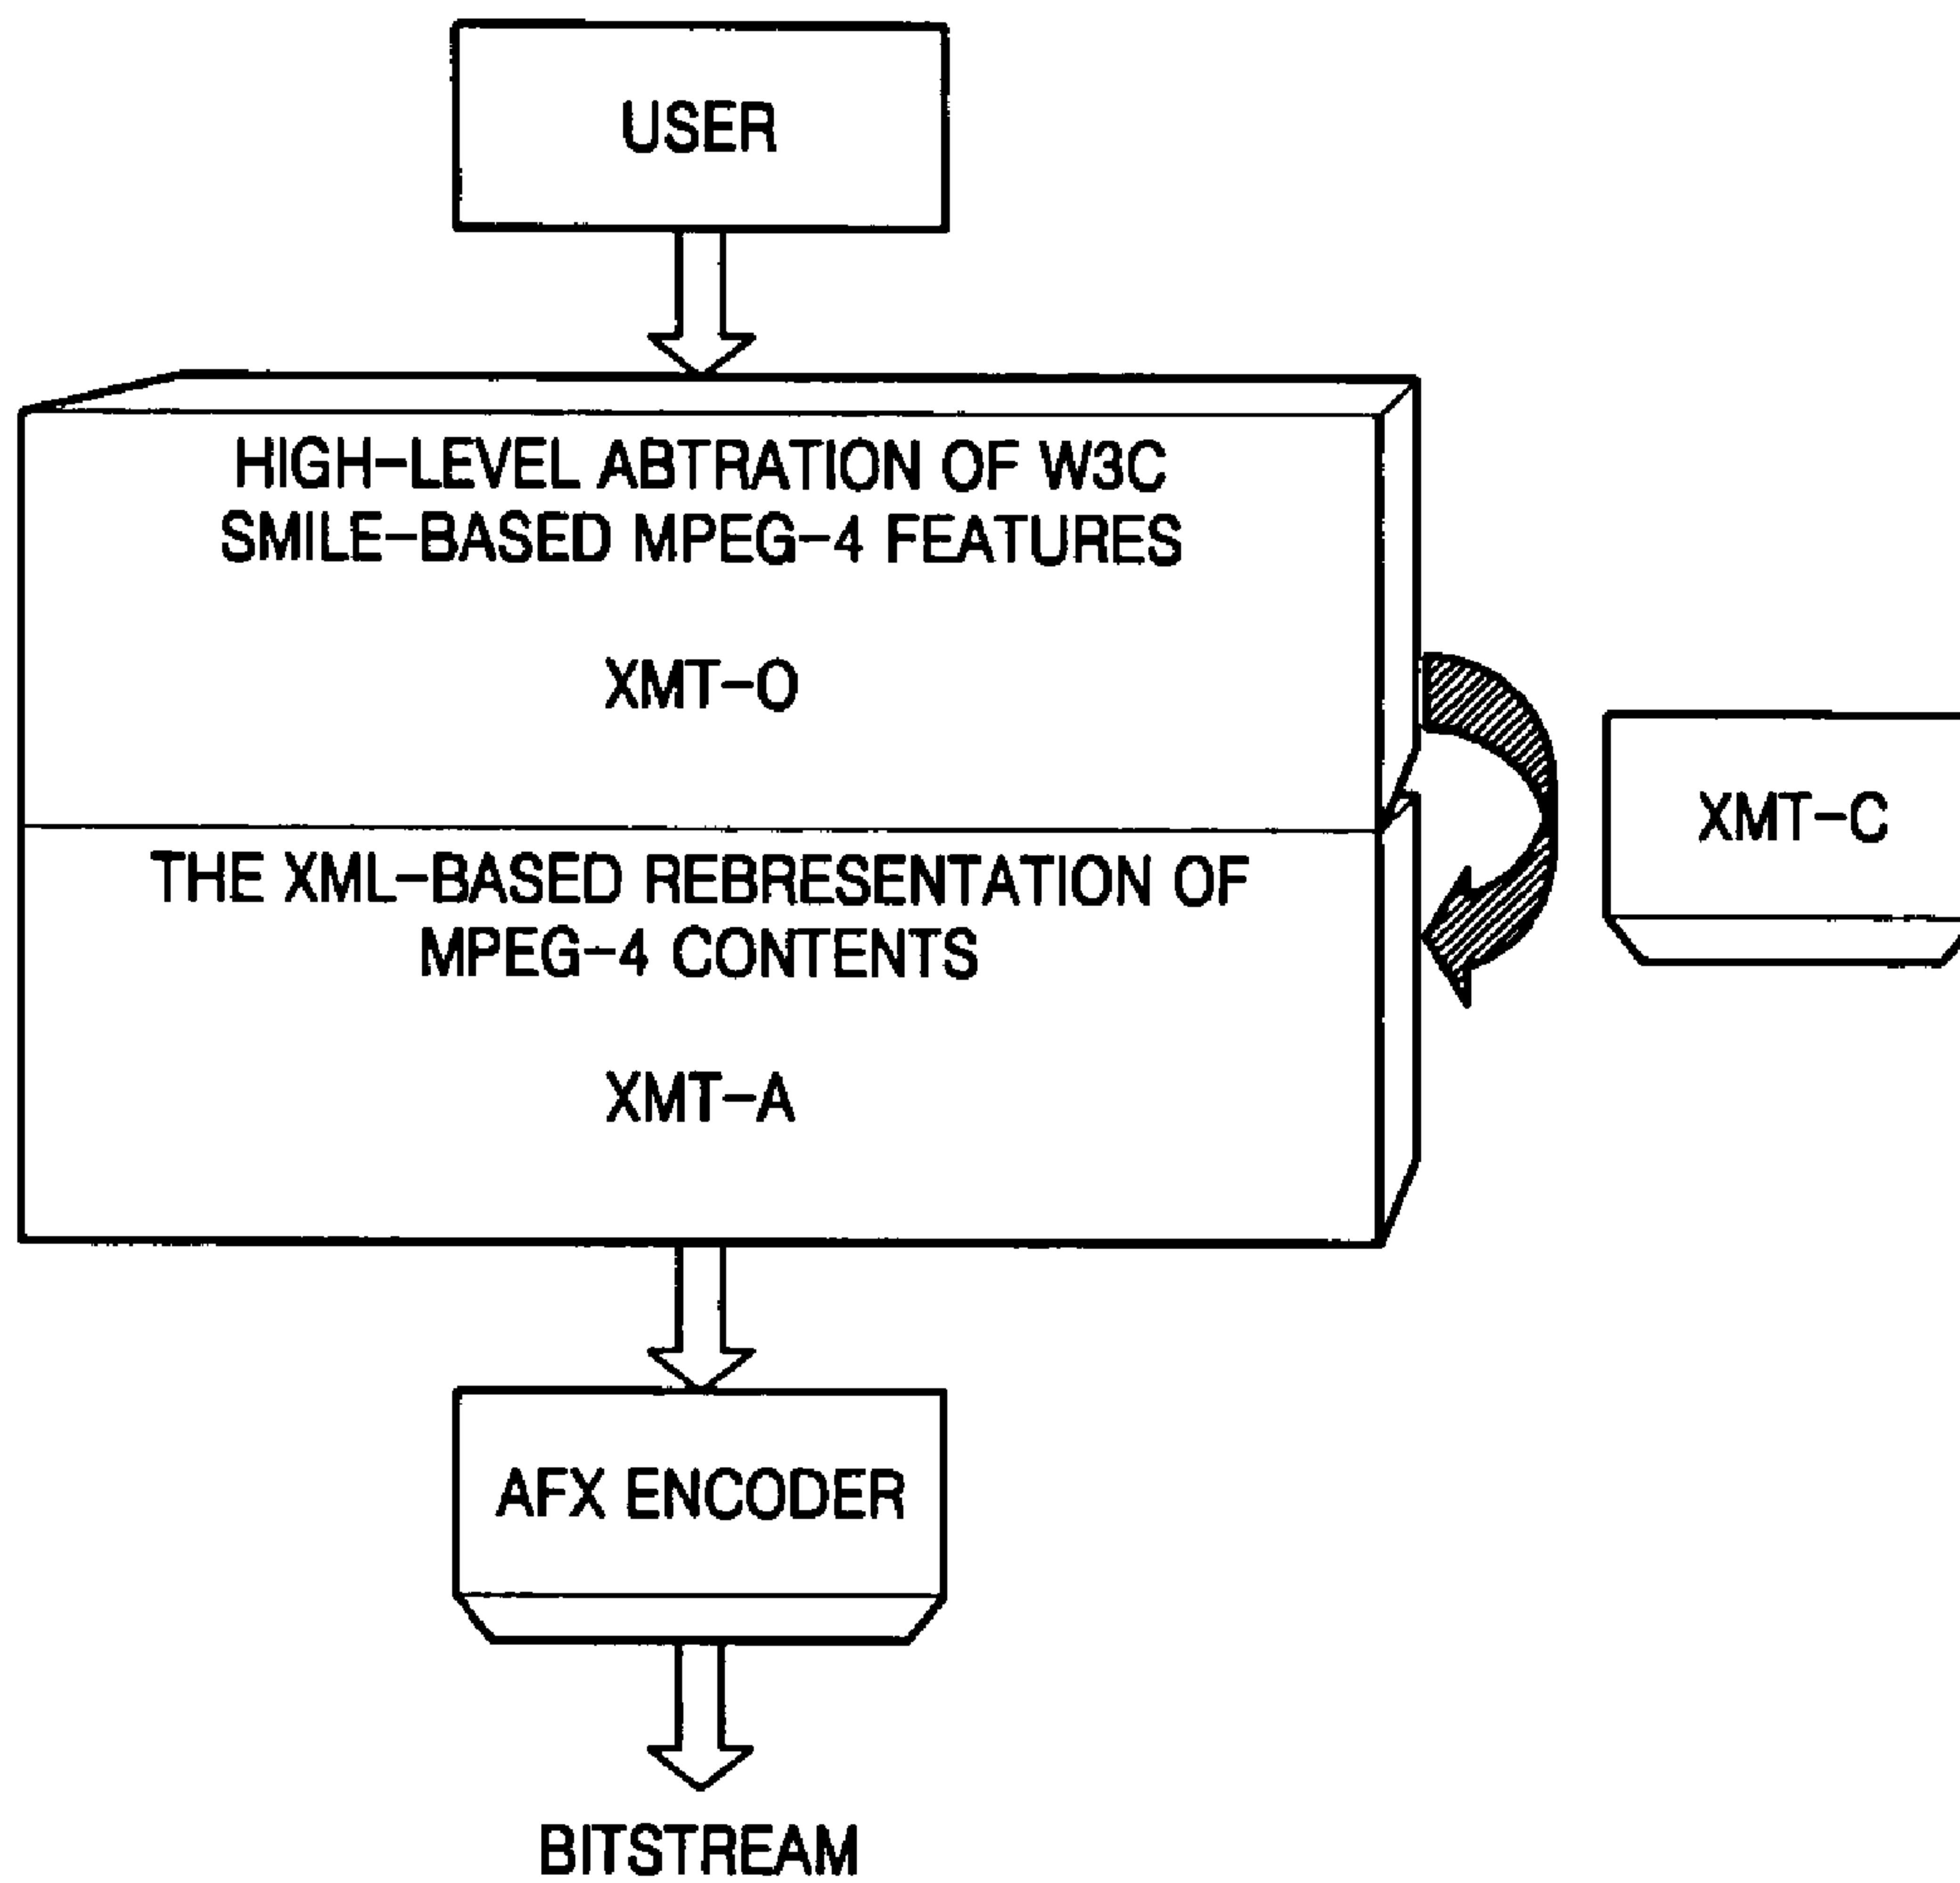 USER
HIGH-LEVEL ABTRATION OF W3C
SMILE-BASED MPEG-4 FEATURES
XMT-O
XMT-C
THE XML-BASED REBRESENTATION OF
MPEG-4 CONTENTS
XMT-A
AFX ENCODER
BITSTREAM